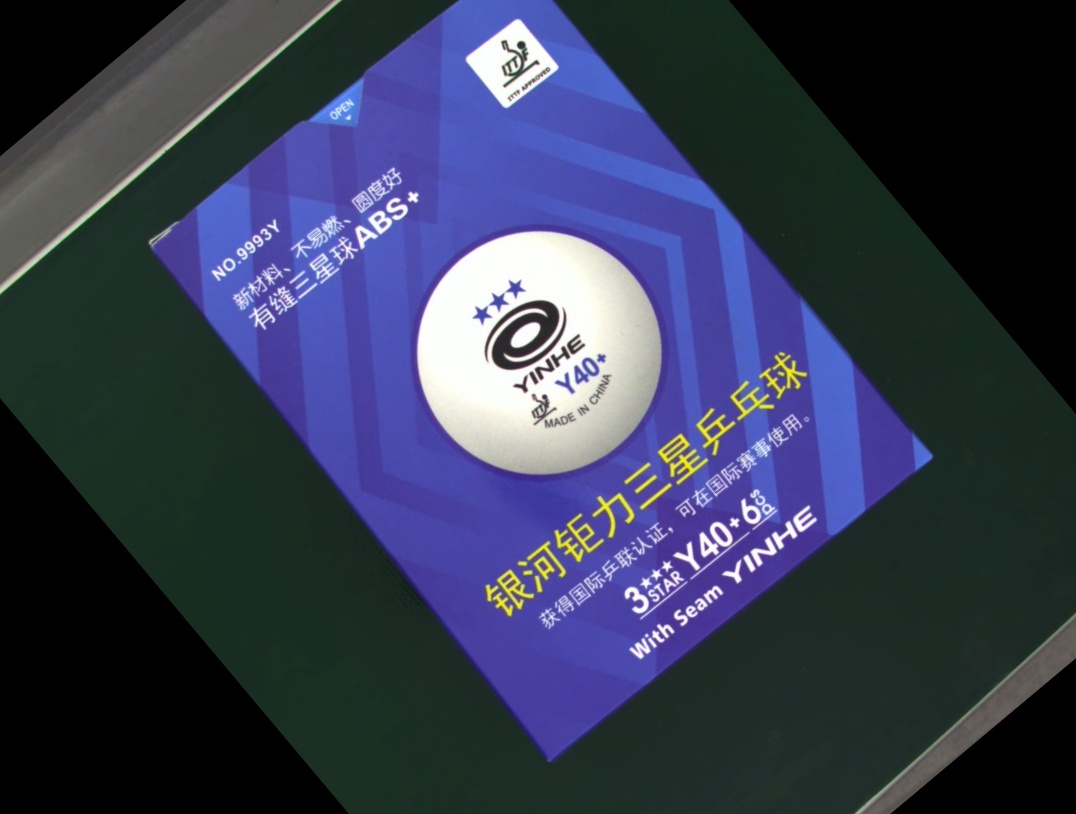 ITTF APPROVED
OPEN
NO.9993Y
新材料、不易燃、圆度好
有缝三星球ABS+
YINHE
Y40+
MADE IN CHINA
银河钜力三星乒乓球
获得国际乒联认证,可在国际赛事使用。
3 STAR Y40+ 6 PCS
With Seam YINHE